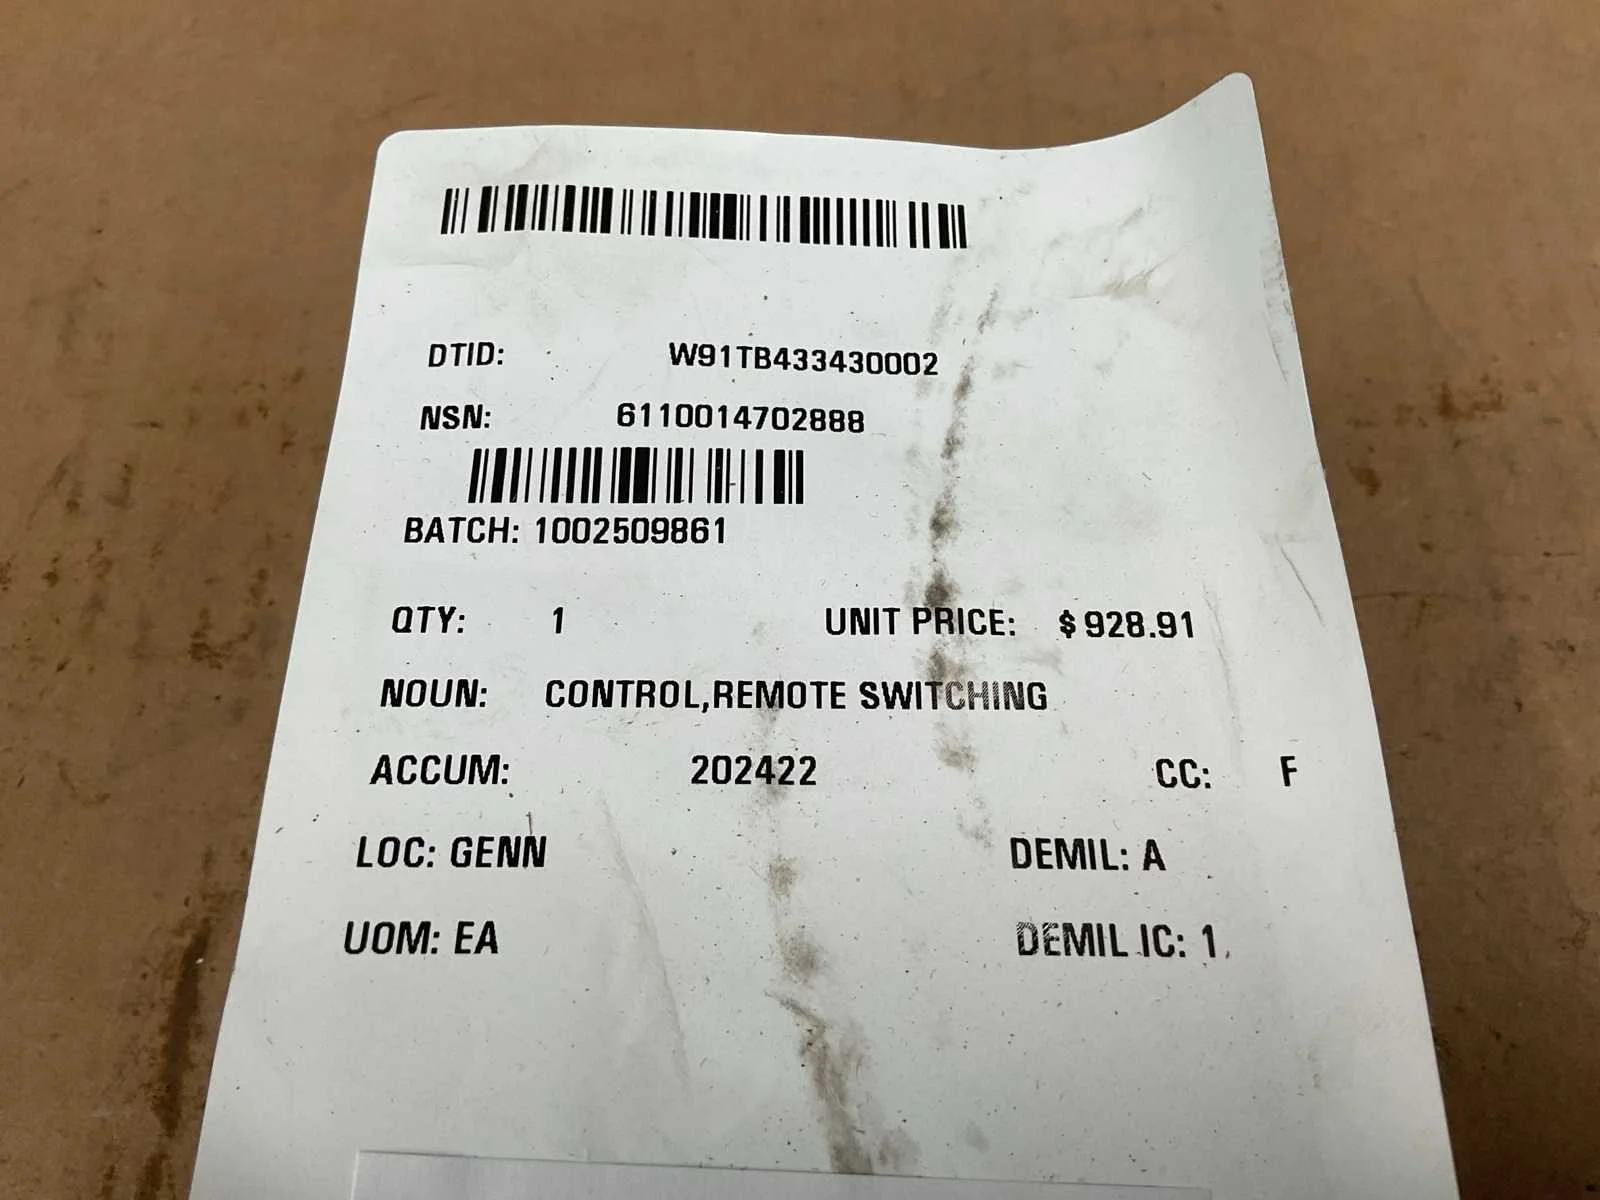 DTID: W91TB433430002
NSN: 6110014702888
BATCH: 1002509861
QTY: 1 UNIT PRICE: $ 928.91
NOUN: CONTROL,REMOTE SWITCHING
ACCUM: 202422 CC: F
LOC: GENN DEMIL: A
UOM: EA DEMIL IC: 1